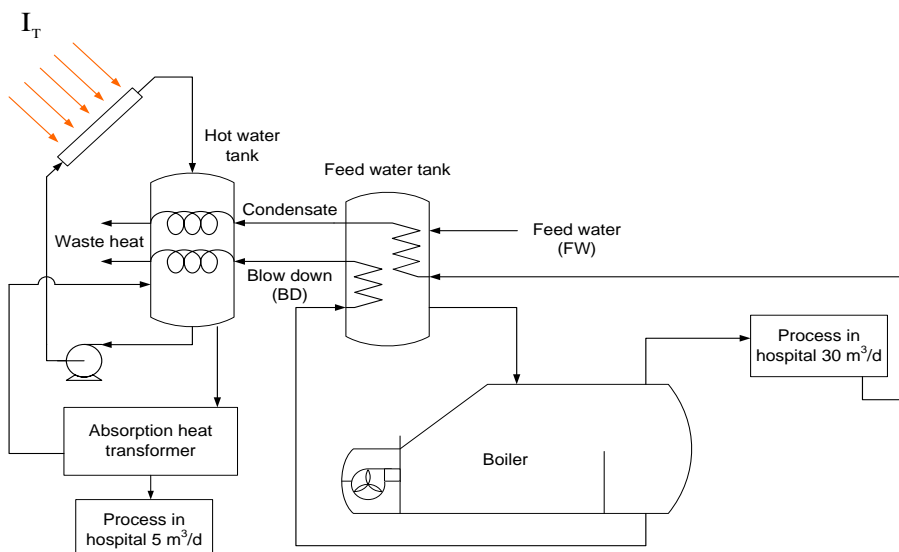 I_T
Hot water
tank
Feed water tank
Condensate
Waste heat
Blow down
(BD)
Feed water
(FW)
Process in
hospital 30 m³/d
Absorption heat
transformer
Boiler
Process in
hospital 5 m³/d